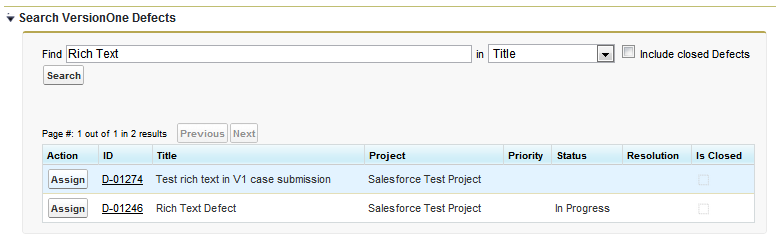 Search VersionOne Defects
Find Rich Text in Title Include closed Defects
Search
Page #: 1 out of 1 in 2 results Previous Next
Action ID Title Project Priority Status Resolution Is Closed
Assign D-01274 Test rich text in V1 case submission Salesforce Test Project
Assign D-01246 Rich Text Defect Salesforce Test Project In Progress